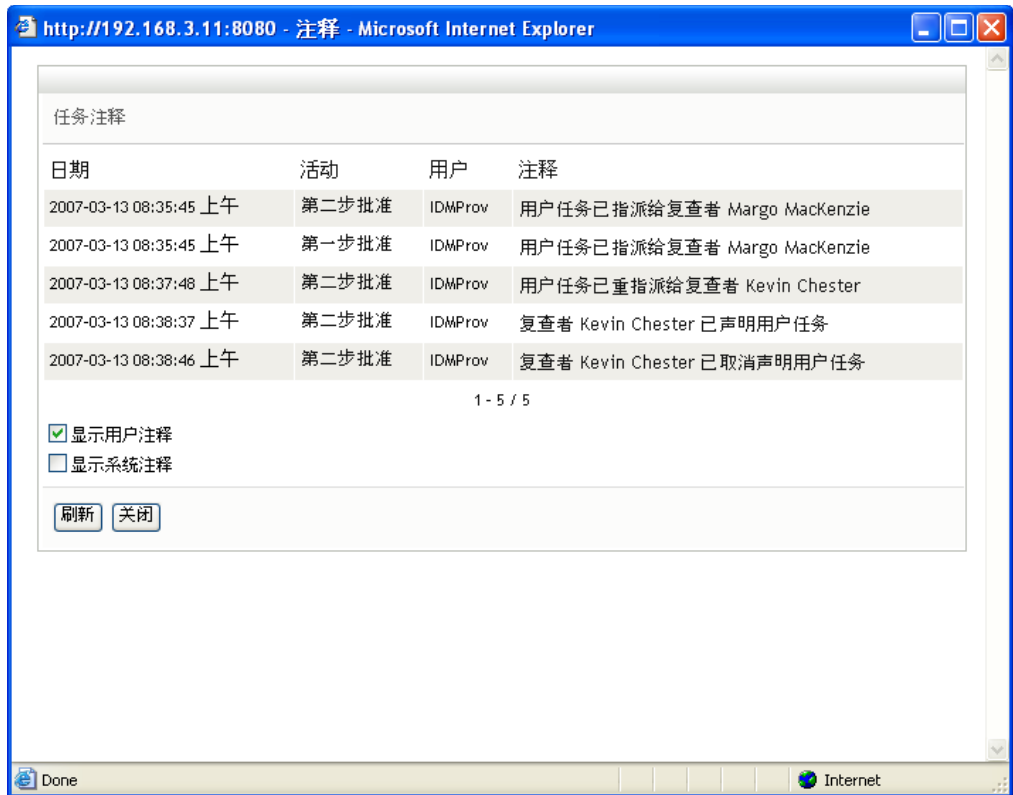 http://192.168.3.11:8080 - 注释 - Microsoft Internet Explorer
任务注释
日期 活动 用户 注释
2007-03-13 08:35:45 上午 第二步批准 IDMProv 用户任务已指派给复查者 Margo MacKenzie
2007-03-13 08:35:45 上午 第一步批准 IDMProv 用户任务已指派给复查者 Margo MacKenzie
2007-03-13 08:37:48 上午 第二步批准 IDMProv 用户任务已重指派给复查者 Kevin Chester
2007-03-13 08:38:37 上午 第二步批准 IDMProv 复查者 Kevin Chester 已声明用户任务
2007-03-13 08:38:46 上午 第二步批准 IDMProv 复查者 Kevin Chester 已取消声明用户任务
1 - 5 / 5
显示用户注释
显示系统注释
刷新 关闭
Done Internet